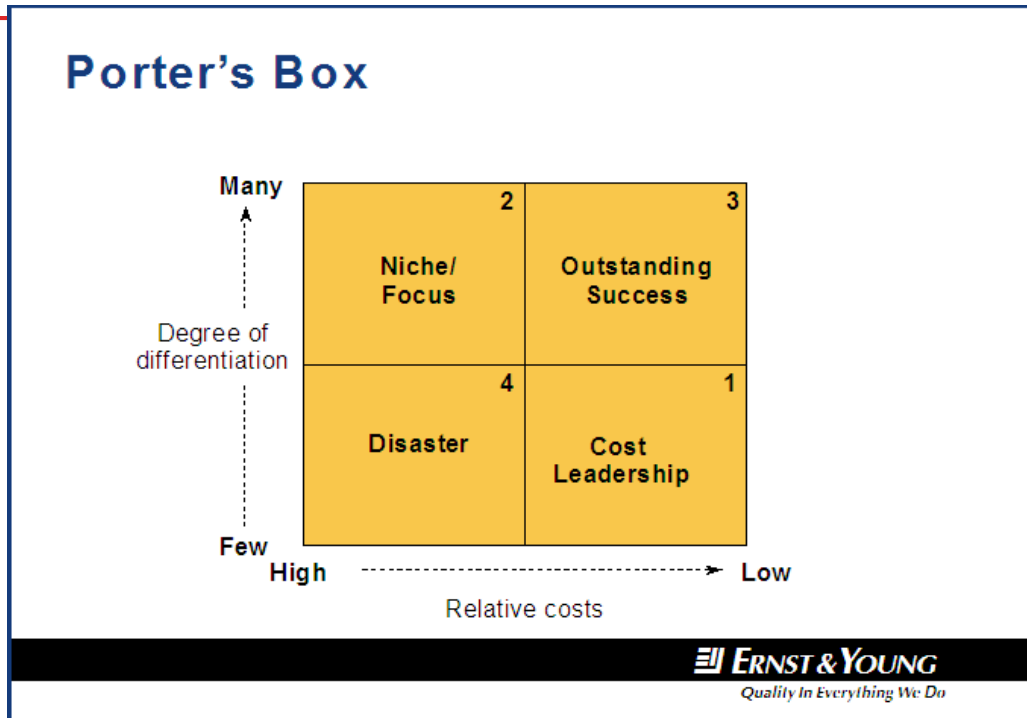 Porter's Box
Many
2
3
Niche/
Focus
Outstanding
Success
Degree of
differentiation
4
1
Disaster
Cost
Leadership
Few
High
Low
Relative costs
ERNST & YOUNG
Quality In Everything We Do